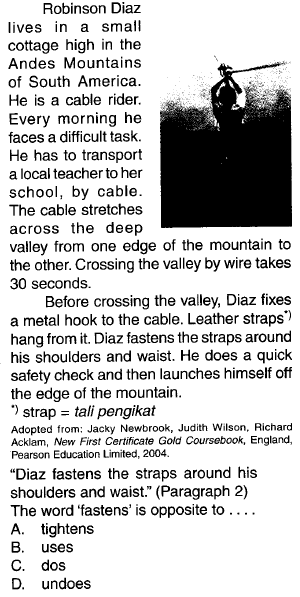 Robinson Diaz
lives in a small
cottage high in the
Andes Mountains
of South America.
He is a cable rider.
Every morning he
faces a difficult task.
He has to transport
a local teacher to her
school, by cable.
The cable stretches
across the deep
valley from one edge of the mountain to
the other. Crossing the valley by wire takes
30 seconds.
Before crossing the valley, Diaz fixes
a metal hook to the cable. Leather straps*)
hang from it. Diaz fastens the straps around
his shoulders and waist. He does a quick
safety check and then launches himself off
the edge of the mountain.
*) strap = tali pengikat
Adopted from: Jacky Newbrook, Judith Wilson, Richard
Acklam, New First Certificate Gold Coursebook, England,
Pearson Education Limited, 2004.
“Diaz fastens the straps around his
shoulders and waist.” (Paragraph 2)
The word ‘fastens’ is opposite to . . . .
A. tightens
B. uses
C. dos
D. undoes